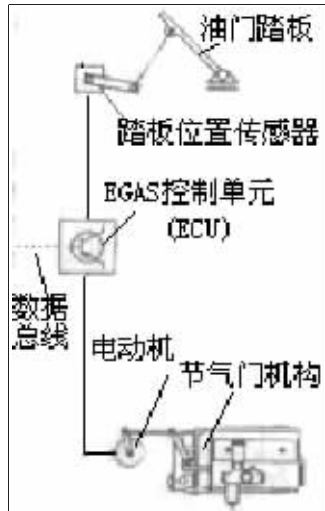 油门踏板
踏板位置传感器
EGAS控制单元
(ECU)
数据
总线
电动机
节气门机构